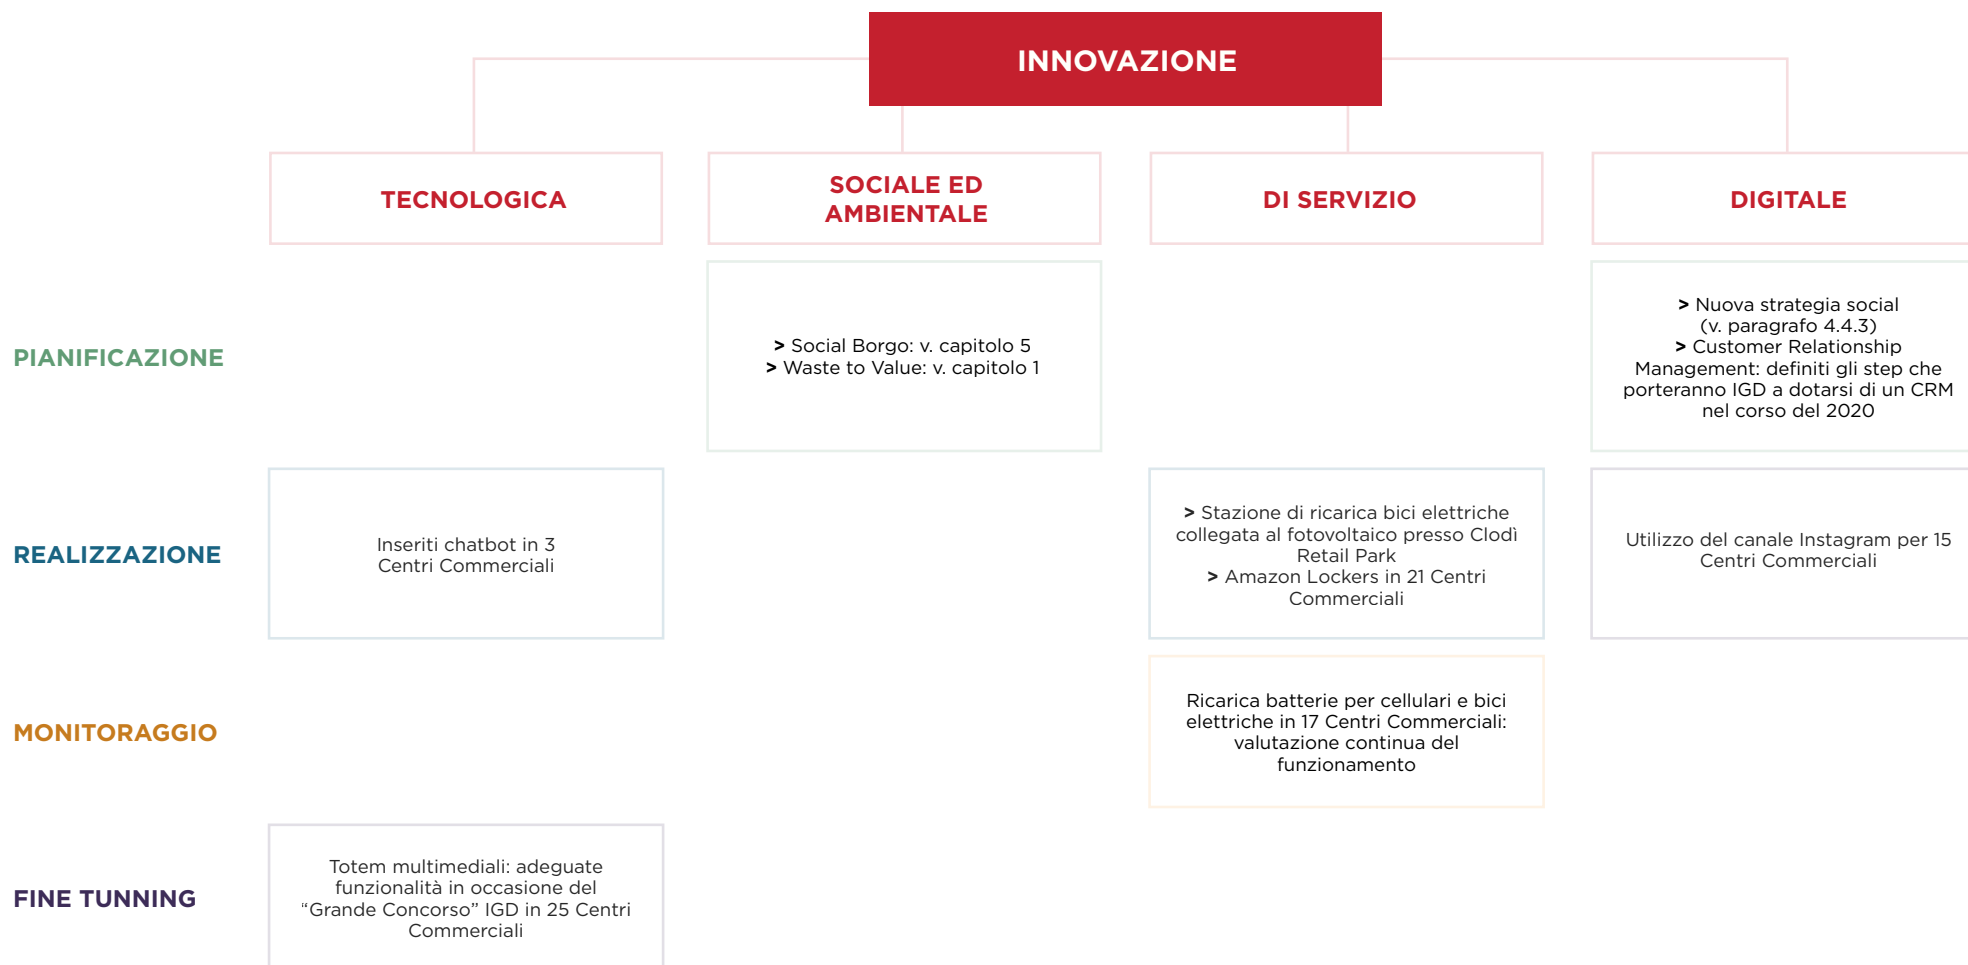 INNOVAZIONE
TECNOLOGICA
SOCIALE ED
AMBIENTALE
DI SERVIZIO
DIGITALE
PIANIFICAZIONE
> Social Borgo: v. capitolo 5
> Waste to Value: v. capitolo 1
> Nuova strategia social
(v. paragrafo 4.4.3)
> Customer Relationship
Management: definiti gli step che
porteranno IGD a dotarsi di un CRM
nel corso del 2020
REALIZZAZIONE
Inseriti chatbot in 3
Centri Commerciali
> Stazione di ricarica bici elettriche
collegata al fotovoltaico presso Clodì
Retail Park
> Amazon Lockers in 21 Centri
Commerciali
Utilizzo del canale Instagram per 15
Centri Commerciali
MONITORAGGIO
Ricarica batterie per cellulari e bici
elettriche in 17 Centri Commerciali:
valutazione continua del
funzionamento
FINE TUNNING
Totem multimediali: adeguate
funzionalità in occasione del
“Grande Concorso” IGD in 25 Centri
Commerciali